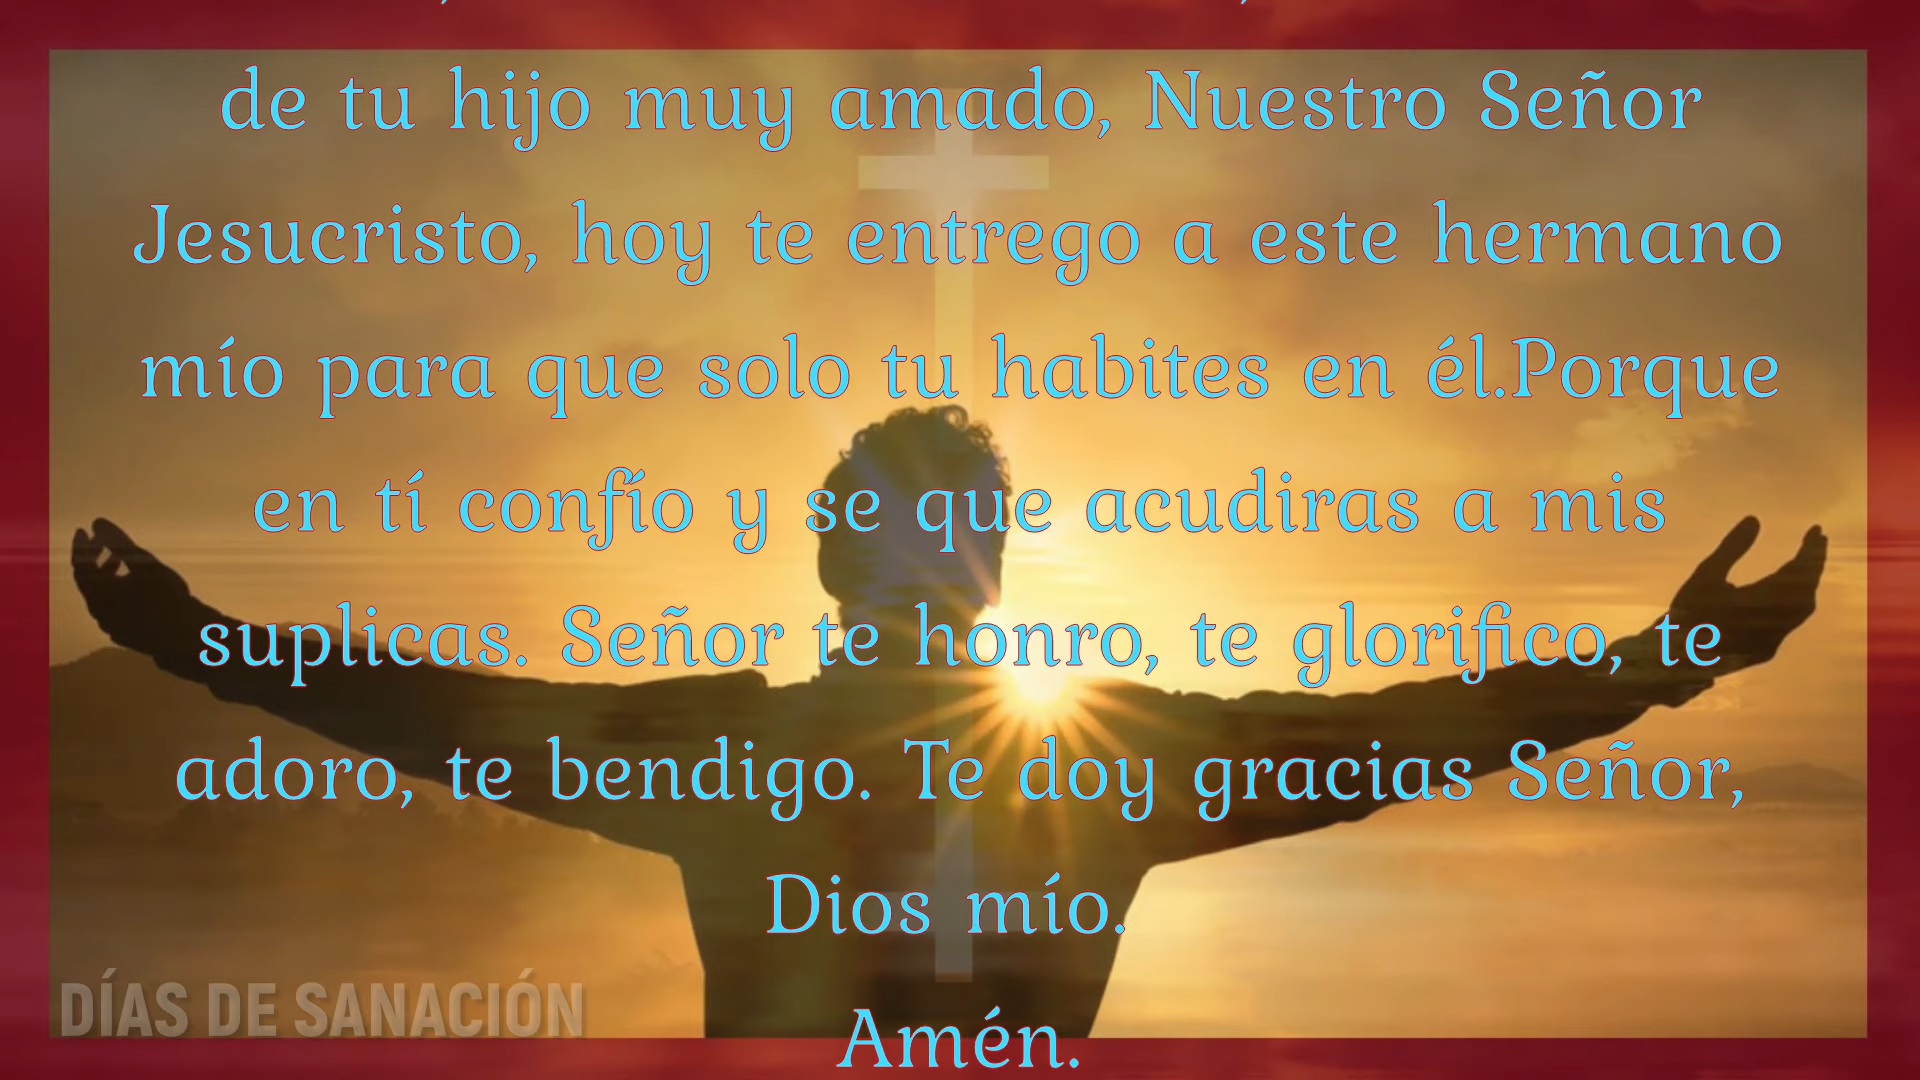 de tu hijo muy amado, Nuestro Señor
Jesucristo, hoy te entrego a este hermano
mío para que solo tu habites en él.Porque
en tí confío y se que acudiras a mis
suplicas. Señor te honro, te glorifico, te
adoro, te bendigo. Te doy gracias Señor,
Dios mío.
Amén.
DÍAS DE SANACIÓN